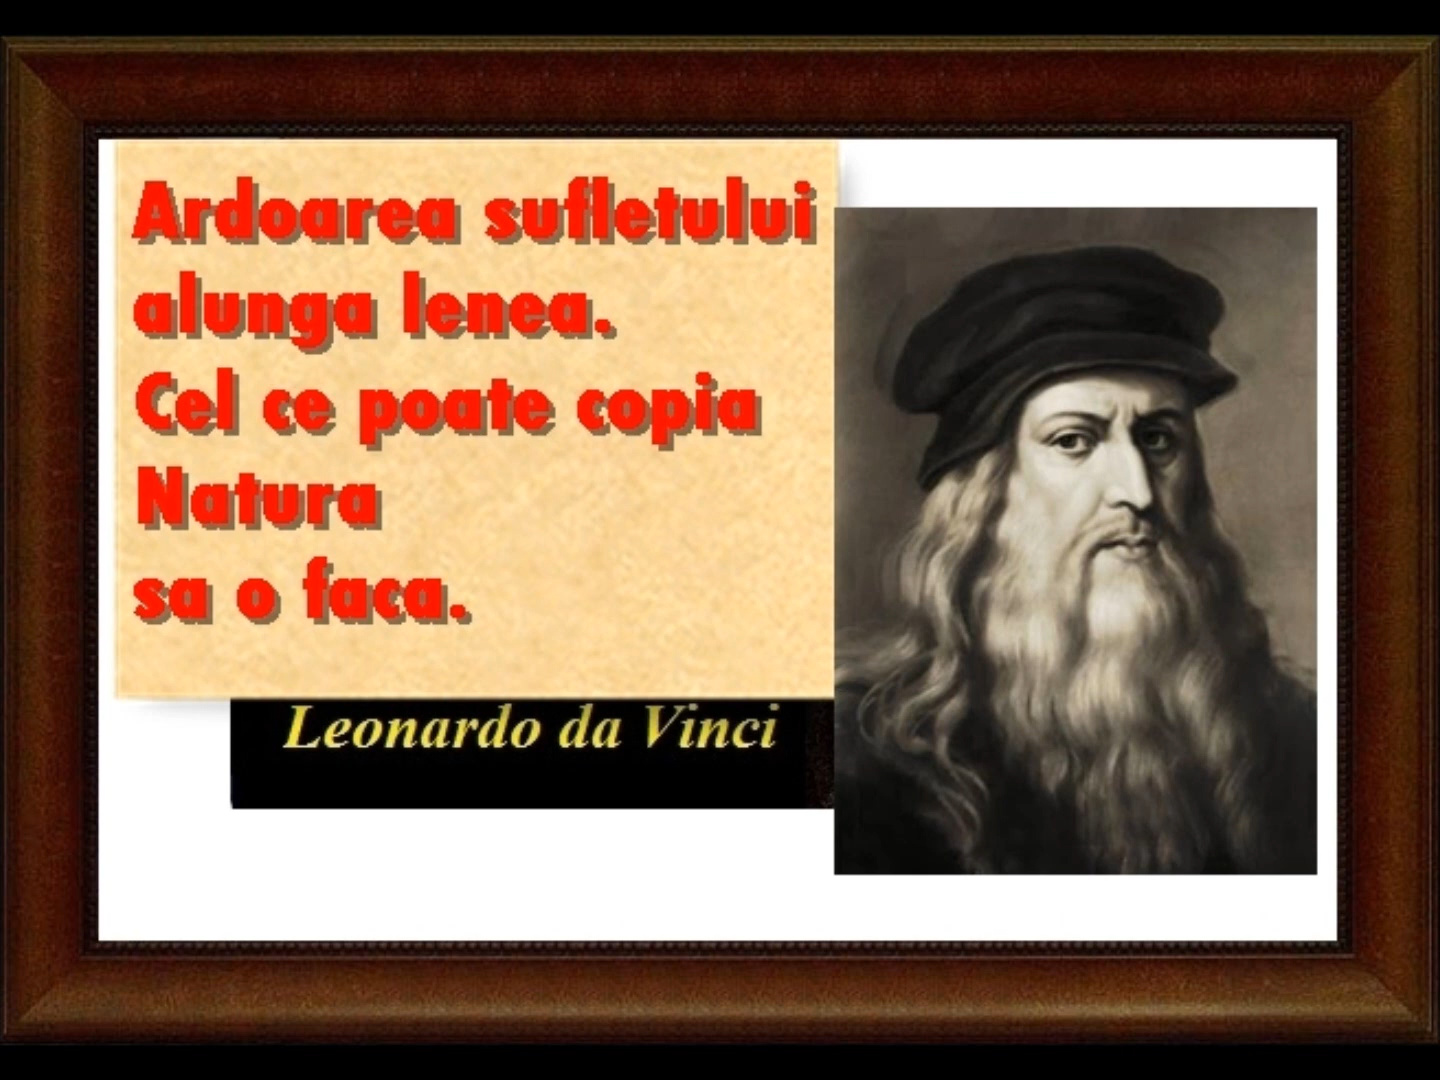 Ardoarea sufletului
alunga lenea.
Cel ce poate copia
Natura
sa o faca.
Leonardo da Vinci